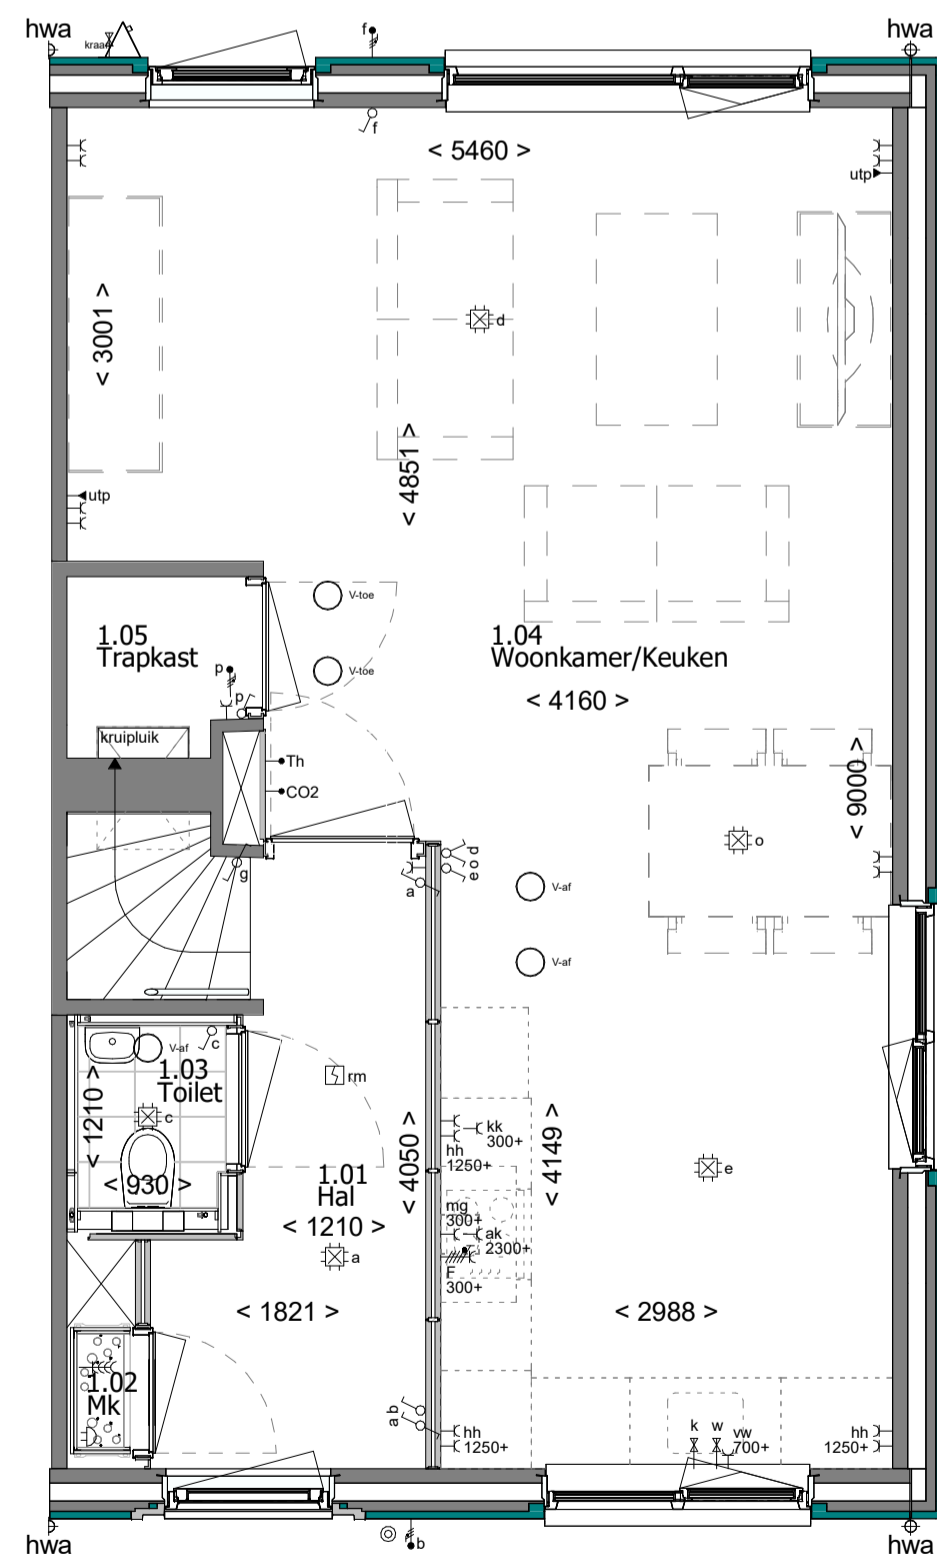 hwa
hwa
kraan
f
f
< 5460 >
utp
< 3001 >
d
< 4851 >
utp
1.05
Trapkast
V-toe
V-toe
1.04
Woonkamer/Keuken
< 4160 >
p
p
kruipluik
Th
CO2
< 9000 >
o
g
a
e o d
V-af
V-af
V-af
c
1.03
Toilet
c
< 1210 >
< 930 >
rm
1.01
Hal
< 1210 >
a
< 4050 >
kk
300+
hh
1250+
< 4149 >
e
mg
300+
ak
2300+
F
300+
< 1821 >
< 2988 >
1.02
Mk
a b
hh
1250+
k
w
vw
700+
hh
1250+
b
hwa
hwa